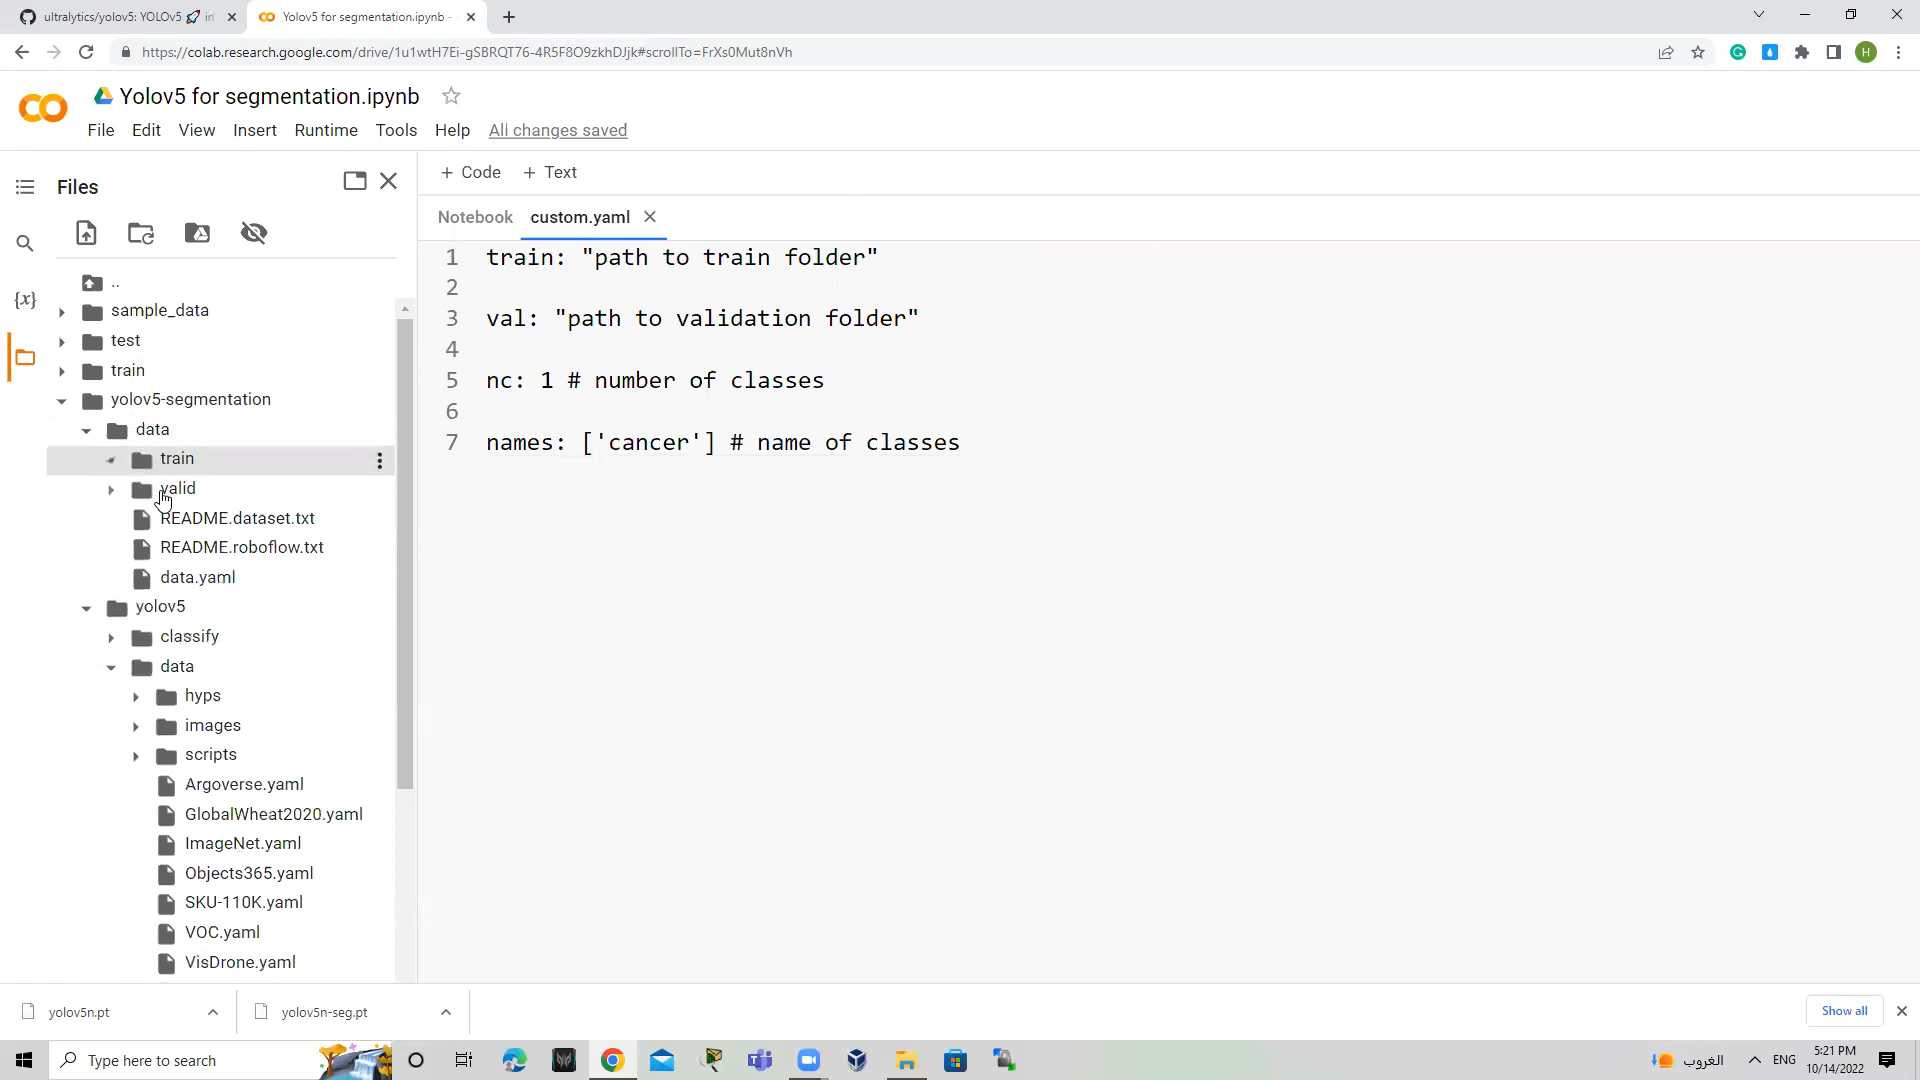 ultralytics/yolov5: YOLOv5 🚀 in
Yolov5 for segmentation.ipynb -
https://colab.research.google.com/drive/1u1wtH7Ei-gSBRQT76-4R5F8O9zkhDJjk#scrollTo=FrXs0Mut8nVh
H
Yolov5 for segmentation.ipynb
File Edit View Insert Runtime Tools Help All changes saved
Files
+ Code + Text
Notebook custom.yaml
{x}
..
sample_data
test
train
yolov5-segmentation
data
train
valid
README.dataset.txt
README.roboflow.txt
data.yaml
yolov5
classify
data
hyps
images
scripts
Argoverse.yaml
GlobalWheat2020.yaml
ImageNet.yaml
Objects365.yaml
SKU-110K.yaml
VOC.yaml
VisDrone.yaml
1 train: "path to train folder"
2
3 val: "path to validation folder"
4
5 nc: 1 # number of classes
6
7 names: ['cancer'] # name of classes
yolov5n.pt
yolov5n-seg.pt
Show all
Type here to search
الغروب
ENG
5:21 PM
10/14/2022